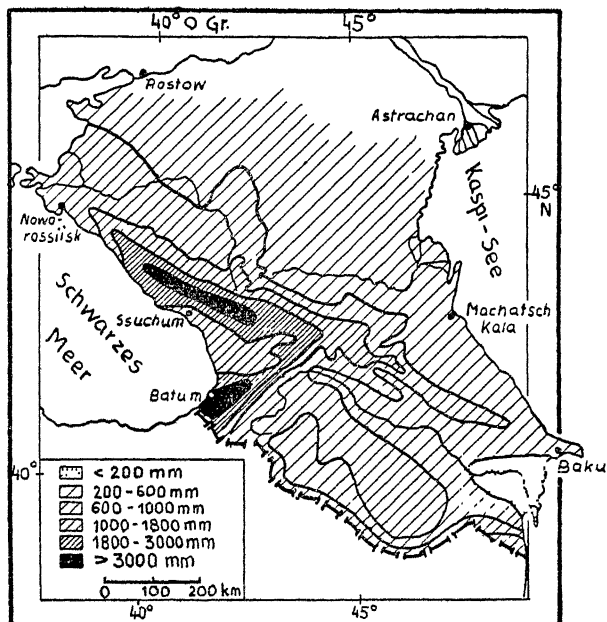 40° O Gr. 45°
Rostow
Astrachan
Kaspi-See
45°
N
Nowo-
rossiisk
Schwarzes
Meer
Ssuchum
Machatsch
Kala
Batum
40°
Baku
< 200 mm
200-600 mm
600-1000 mm
1000-1800 mm
1800-3000 mm
> 3000 mm
0 100 200 km
40° 45°